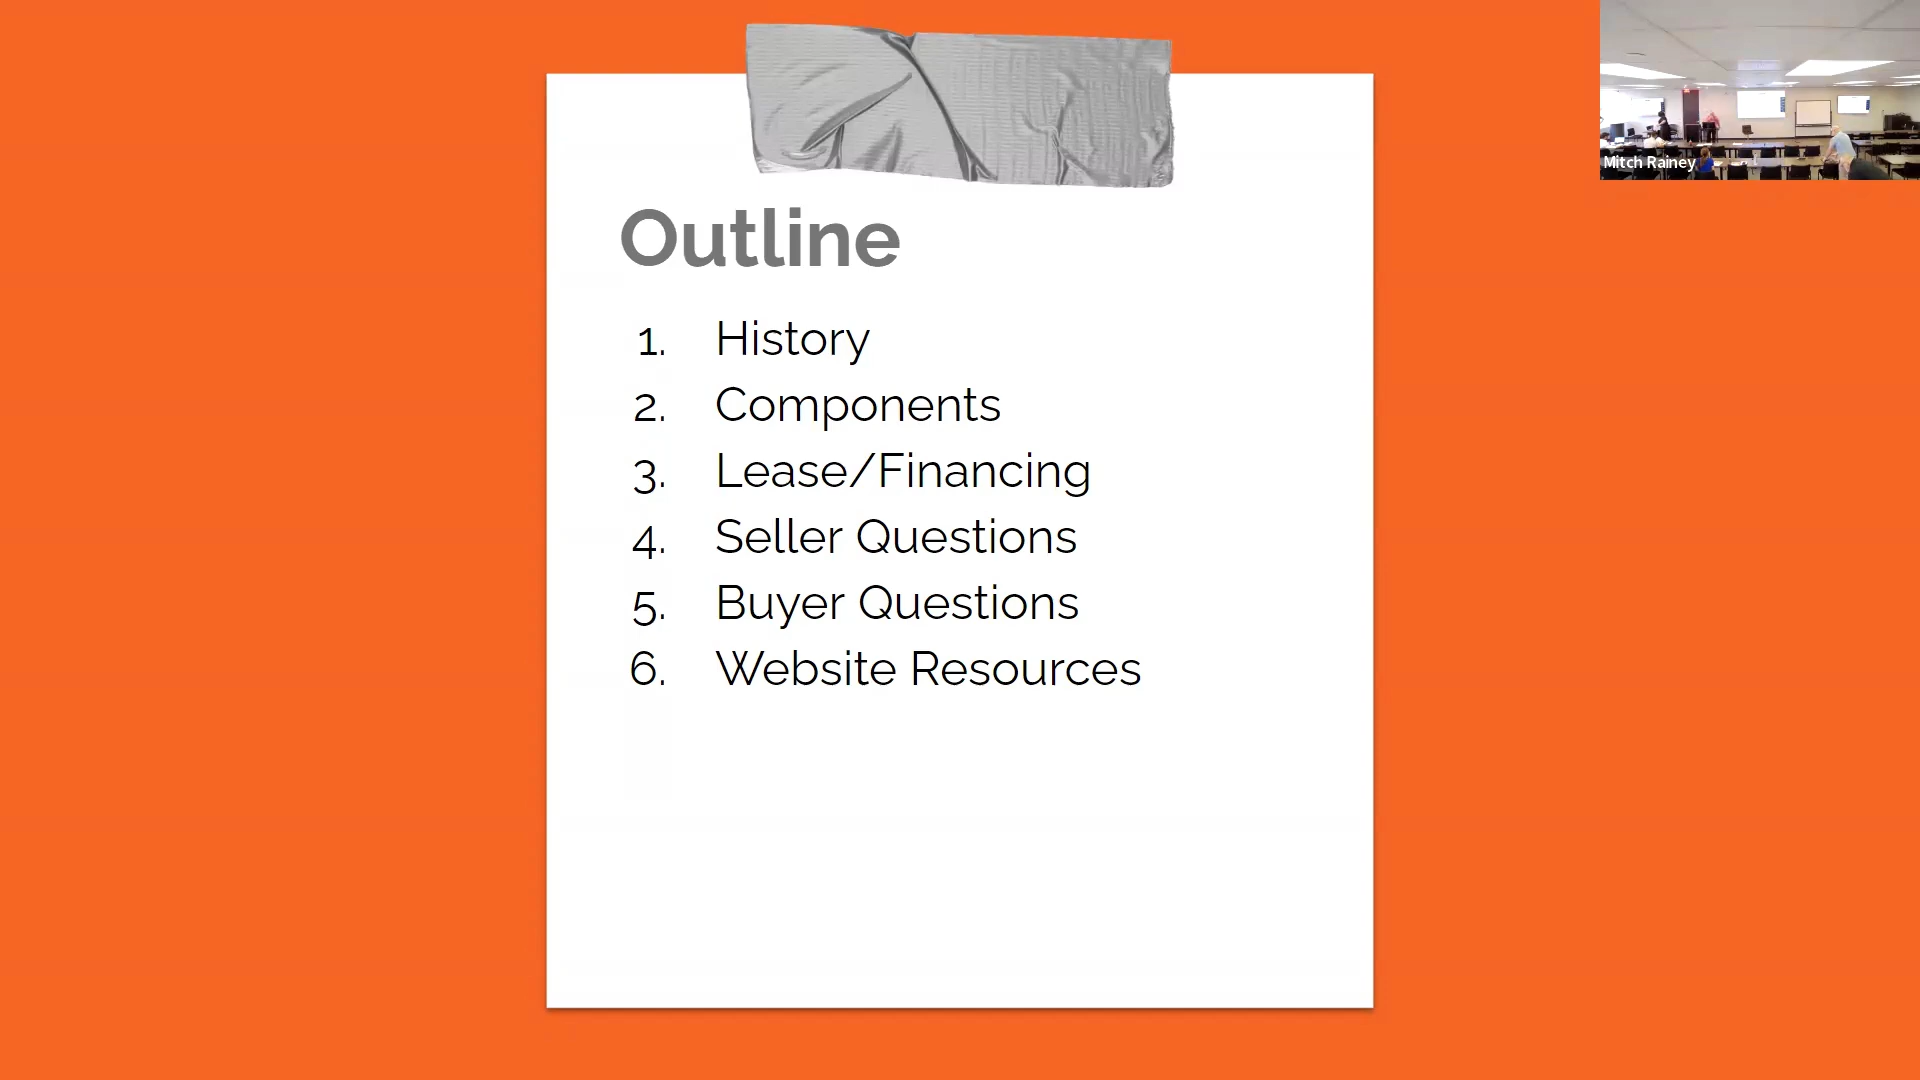 Outline
1. History
2. Components
3. Lease/Financing
4. Seller Questions
5. Buyer Questions
6. Website Resources
Mitch Rainey